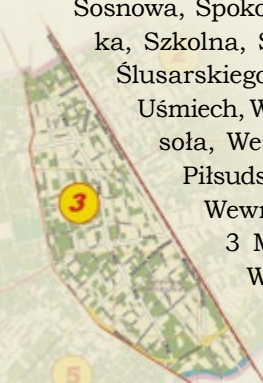 Sosnowa, Spoko
ka, Szkolna, S
Ślusarskiego
Uśmiech, W
soła, We
Piłsuds
Wewn
3 M
W
3
5